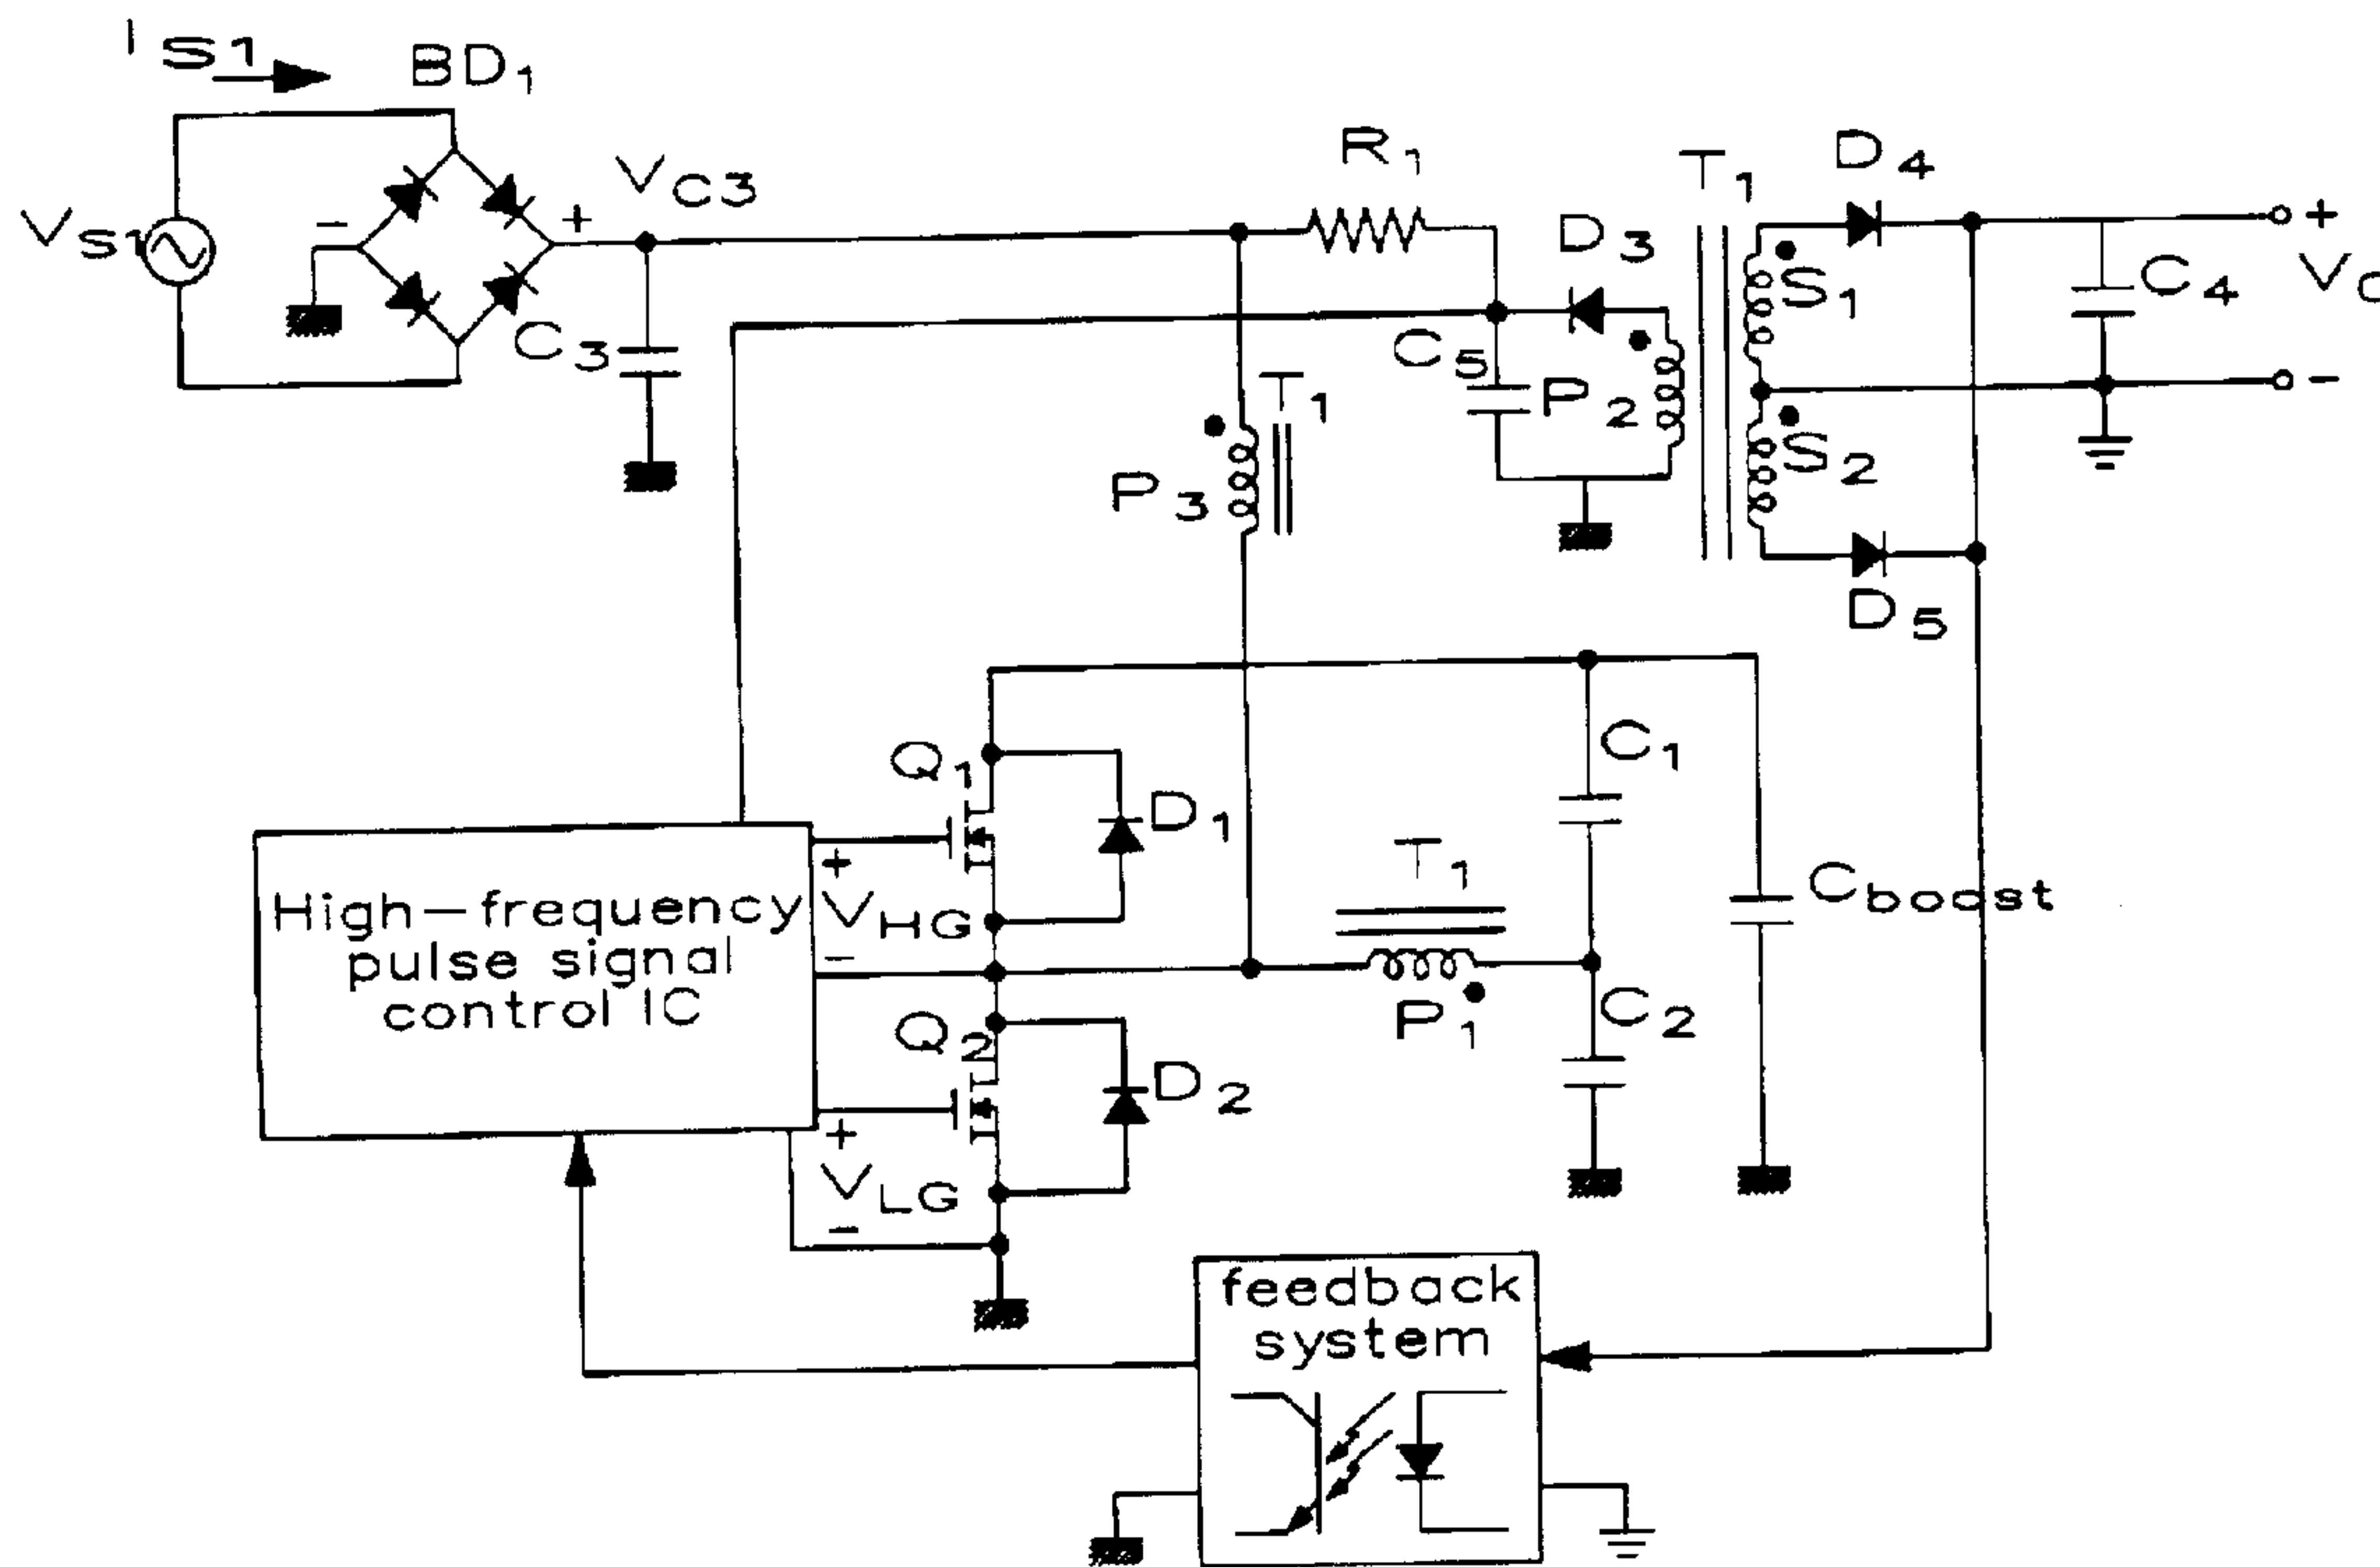 IS1
BD1
VS1
−
+
VC3
C3
R1
D3
T1
D4
S1
C4
+
VO
−
C5
P2
S2
T1
P3
D5
Q1
D1
C1
High-frequency
pulse signal
control IC
+
VHG
−
T1
P1
Cboost
C2
Q2
D2
+
VLG
−
feedback
system